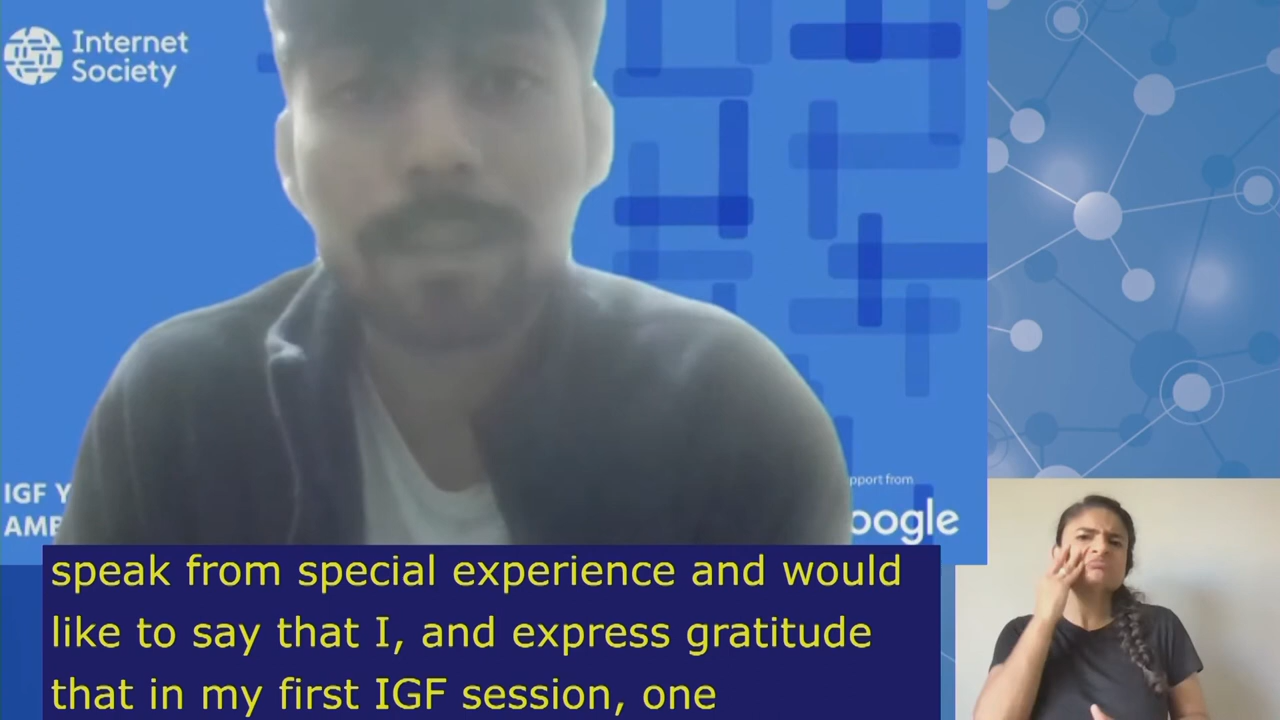 Internet
Society
IGF Y
AMB
pport from
oogle
speak from special experience and would
like to say that I, and express gratitude
that in my first IGF session, one